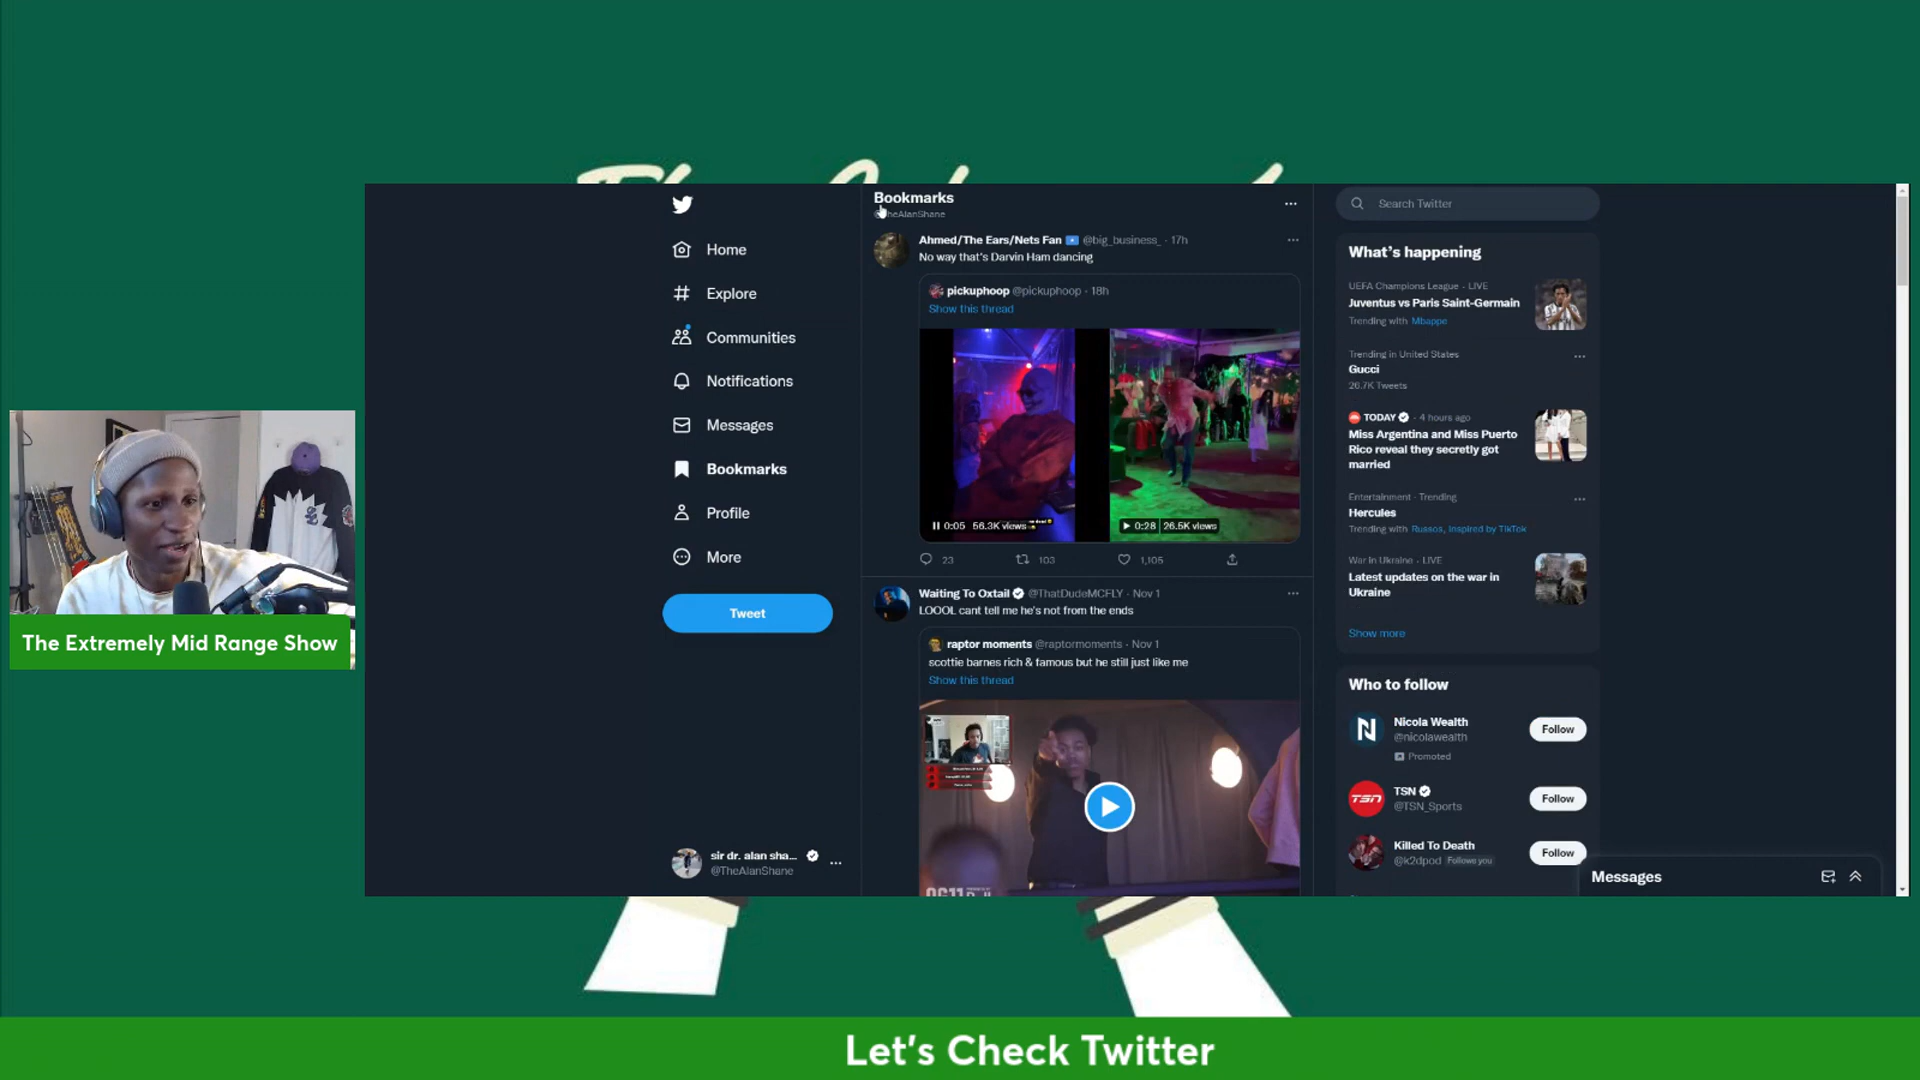 Bookmarks
@TheAlanShane
Home
Explore
Communities
Notifications
Messages
Bookmarks
Profile
More
Tweet
sir dr. alan sha...
@TheAlanShane
Ahmed/The Ears/Nets Fan @big_business_ · 17h
No way that's Darvin Ham dancing
pickuphoop @pickuphoop · 18h
Show this thread
0:05 56.3K views
0:28 26.5K views
23
103
1,105
Waiting To Oxtail @ThatDudeMCFLY · Nov 1
LOOOL cant tell me he's not from the ends
raptor moments @raptormoments · Nov 1
scottie barnes rich & famous but he still just like me
Show this thread
Search Twitter
What's happening
UEFA Champions League · LIVE
Juventus vs Paris Saint-Germain
Trending with Mbappe
Trending in United States
Gucci
26.7K Tweets
TODAY · 4 hours ago
Miss Argentina and Miss Puerto
Rico reveal they secretly got
married
Entertainment · Trending
Hercules
Trending with Russos, Inspired by TikTok
War in Ukraine · LIVE
Latest updates on the war in
Ukraine
Show more
Who to follow
Nicola Wealth
@nicolawealth
Promoted
Follow
TSN
@TSN_Sports
Follow
Killed To Death
@k2dpod Follows you
Follow
Messages
The Extremely Mid Range Show
Let's Check Twitter